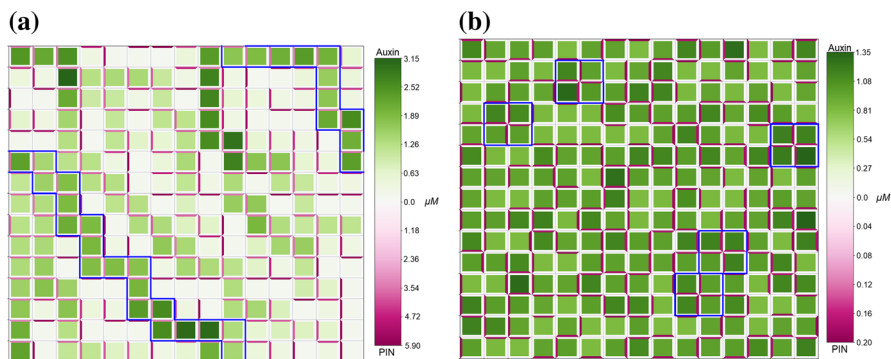 (a)
Auxin
3.15
2.52
1.89
1.26
0.63
0.0 μM
1.18
2.36
3.54
4.72
5.90
PIN
(b)
Auxin
1.35
1.08
0.81
0.54
0.27
0.0 μM
0.04
0.08
0.12
0.16
0.20
PIN